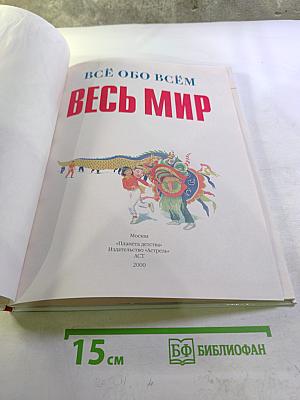 ВСЁ ОБО ВСЁМ
ВЕСЬ МИР
Москва
«Планета детства»
Издательство «Астрель»
АСТ
2000
15 см
БФ БИБЛИОФАН